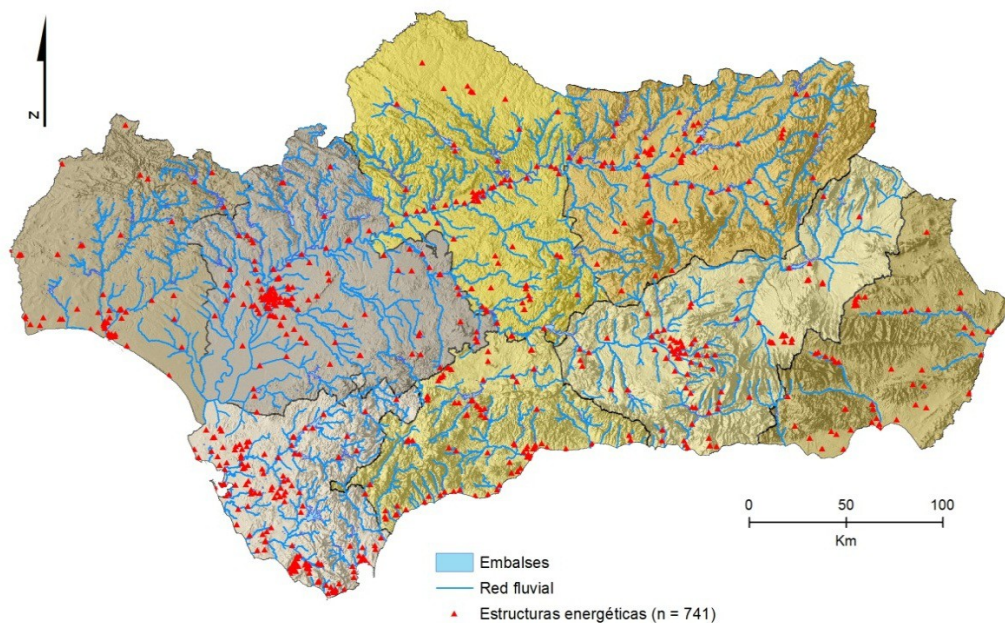 N
0 50 100
Km
Embalses
Red fluvial
Estructuras energéticas (n = 741)